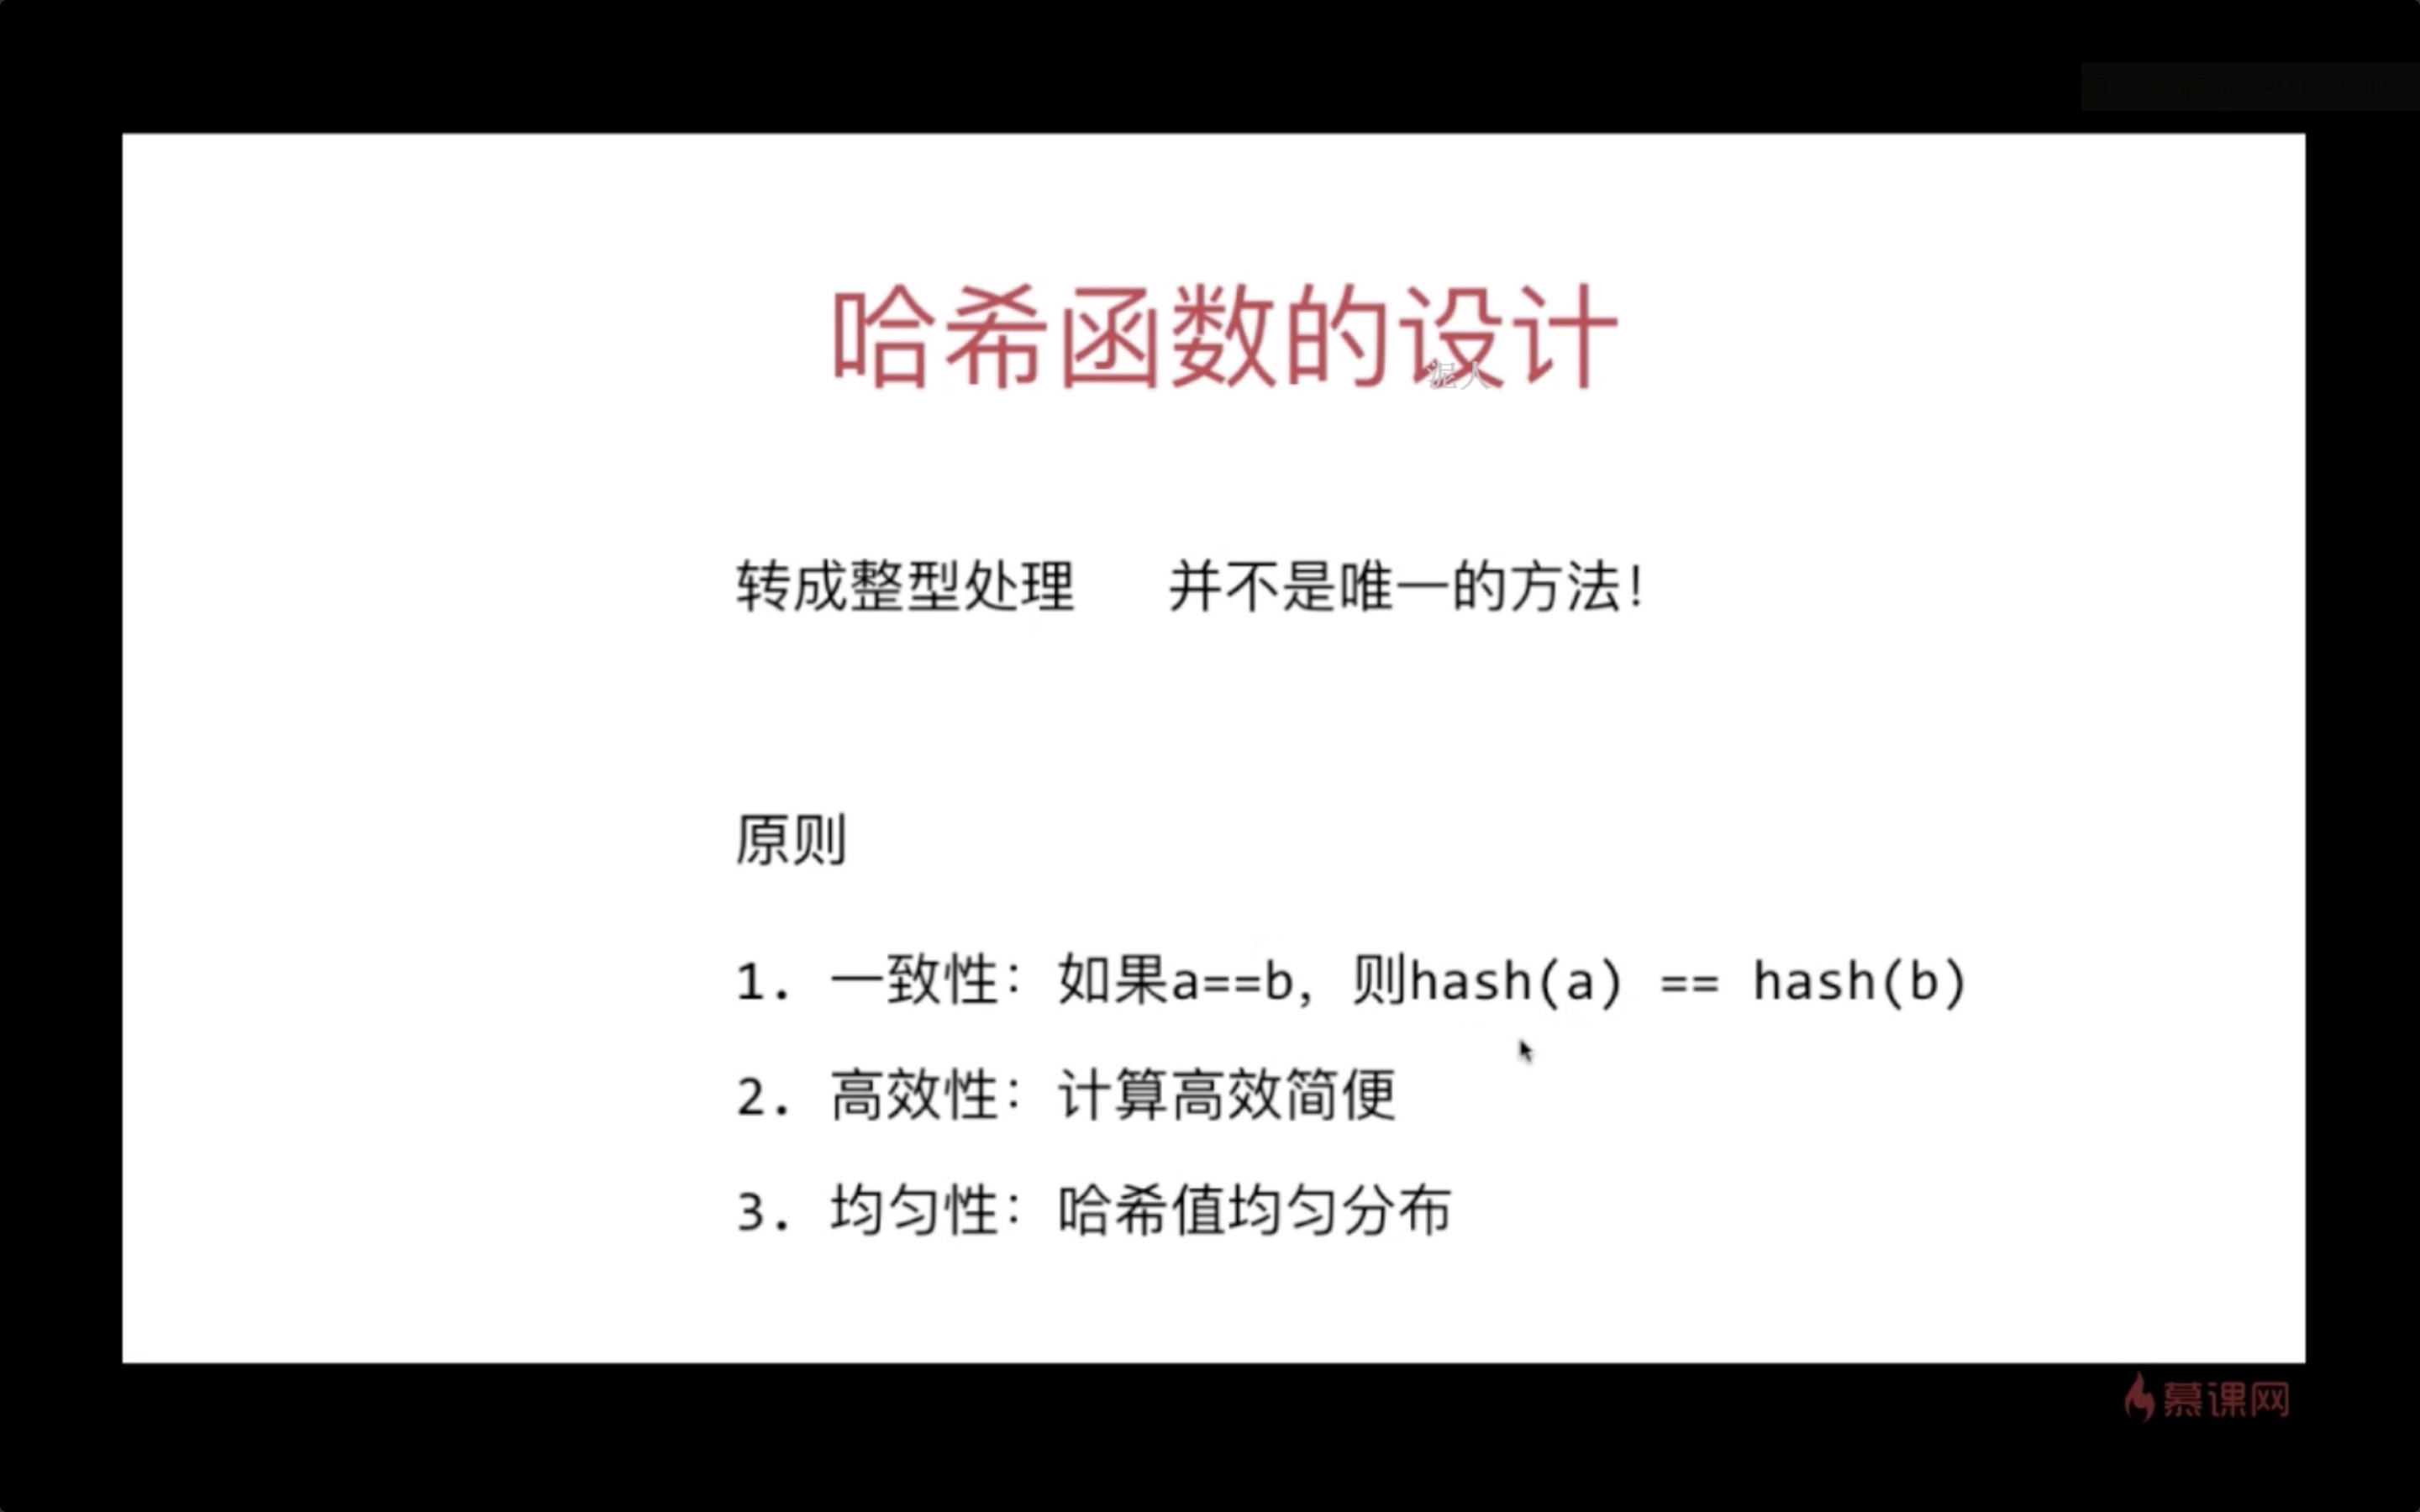 哈希函数的设计
泥人
转成整型处理 并不是唯一的方法！
原则
1. 一致性：如果a==b，则hash(a) == hash(b)
2. 高效性：计算高效简便
3. 均匀性：哈希值均匀分布
慕课网